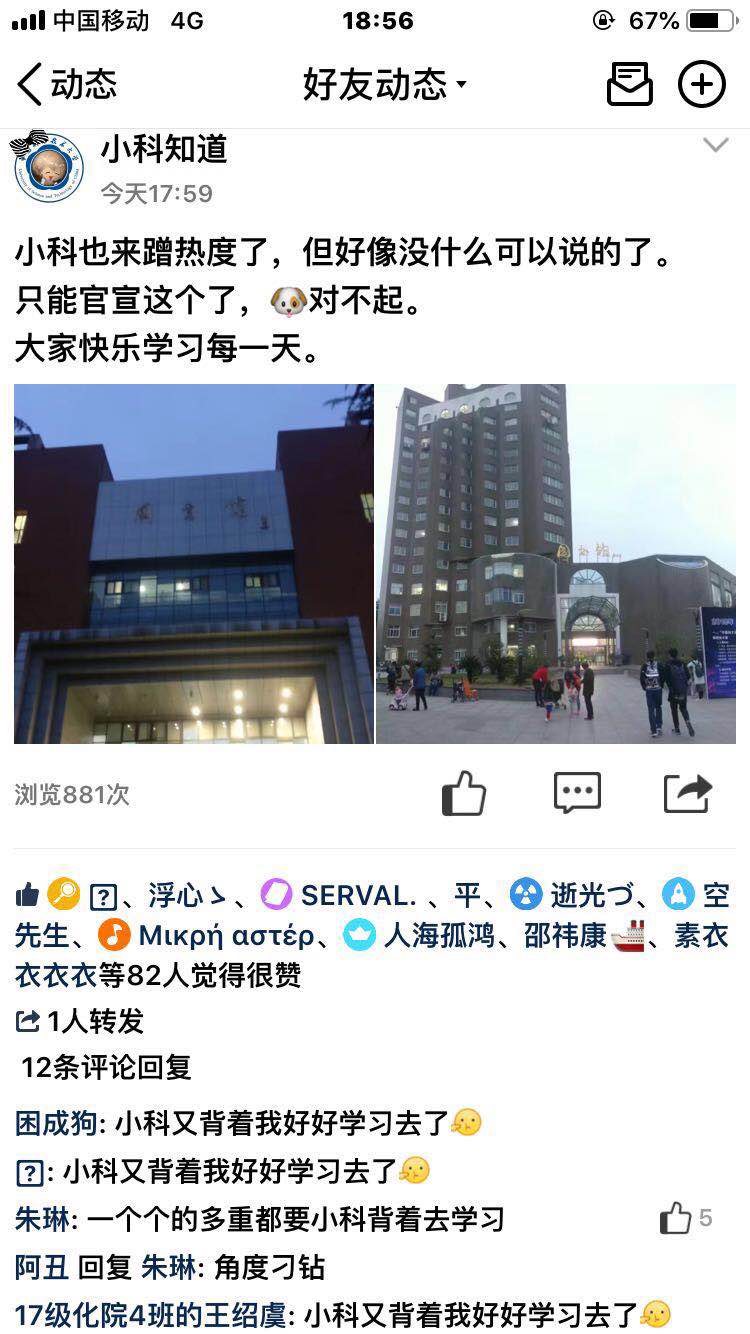 中国移动 4G 18:56 67%
动态 好友动态
小科知道
今天17:59
小科也来蹭热度了，但好像没什么可以说的了。
只能官宣这个了，🐶对不起。
大家快乐学习每一天。
图书馆
图书馆
浏览881次
?、浮心ゝ、SERVAL. 、平、逝光づ、空
先生、Μικρή αστέρ、人海孤鸿、邵祎康🚢、素衣
衣衣衣等82人觉得很赞
1人转发
12条评论回复
困成狗: 小科又背着我好好学习去了
?: 小科又背着我好好学习去了
朱琳: 一个个的多重都要小科背着去学习 5
阿丑 回复 朱琳: 角度刁钻
17级化院4班的王绍虞: 小科又背着我好好学习去了